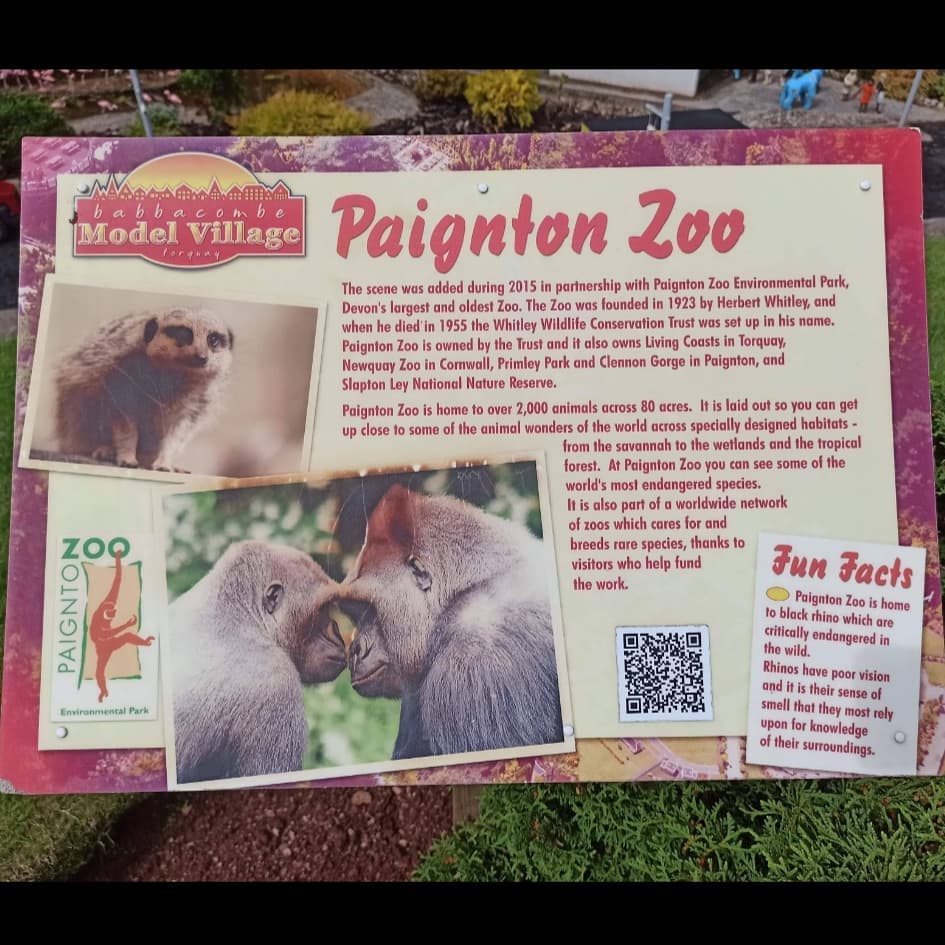 babbacombe
Model Village
torquay
Paignton Zoo
The scene was added during 2015 in partnership with Paignton Zoo Environmental Park,
Devon's largest and oldest Zoo. The Zoo was founded in 1923 by Herbert Whitley, and
when he died in 1955 the Whitley Wildlife Conservation Trust was set up in his name.
Paignton Zoo is owned by the Trust and it also owns Living Coasts in Torquay,
Newquay Zoo in Cornwall, Primley Park and Clennon Gorge in Paignton, and
Slapton Ley National Nature Reserve.
Paignton Zoo is home to over 2,000 animals across 80 acres. It is laid out so you can get
up close to some of the animal wonders of the world across specially designed habitats -
from the savannah to the wetlands and the tropical
forest. At Paignton Zoo you can see some of the
world's most endangered species.
It is also part of a worldwide network
of zoos which cares for and
breeds rare species, thanks to
visitors who help fund
the work.
ZOO
PAIGNTON
Environmental Park
Fun Facts
Paignton Zoo is home
to black rhino which are
critically endangered in
the wild.
Rhinos have poor vision
and it is their sense of
smell that they most rely
upon for knowledge
of their surroundings.